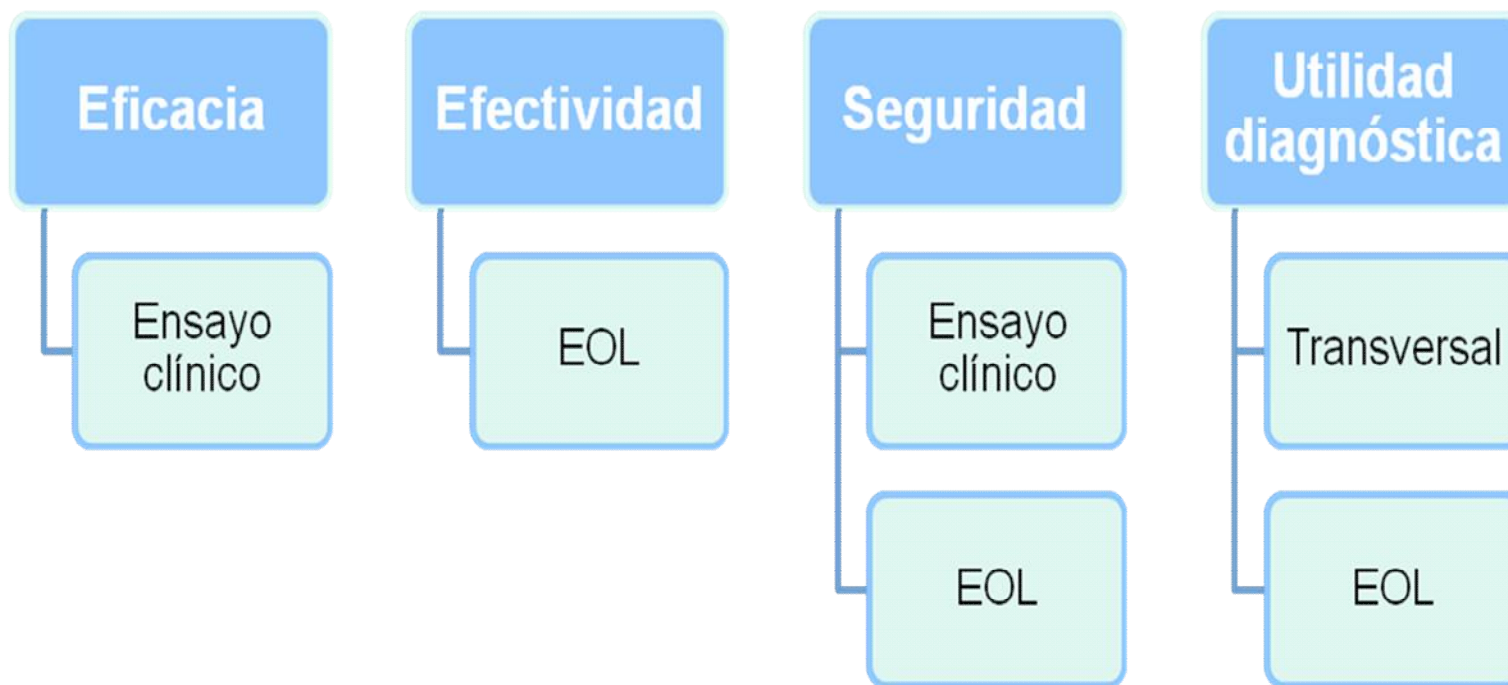 Eficacia
Ensayo
clínico
Efectividad
EOL
Seguridad
Ensayo
clínico
EOL
Utilidad
diagnóstica
Transversal
EOL